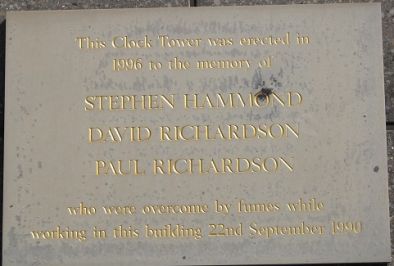 This Clock Tower was erected in
1996 to the memory of
STEPHEN HAMMOND
DAVID RICHARDSON
PAUL RICHARDSON
who were overcome by fumes while
working in this building 22nd September 1990